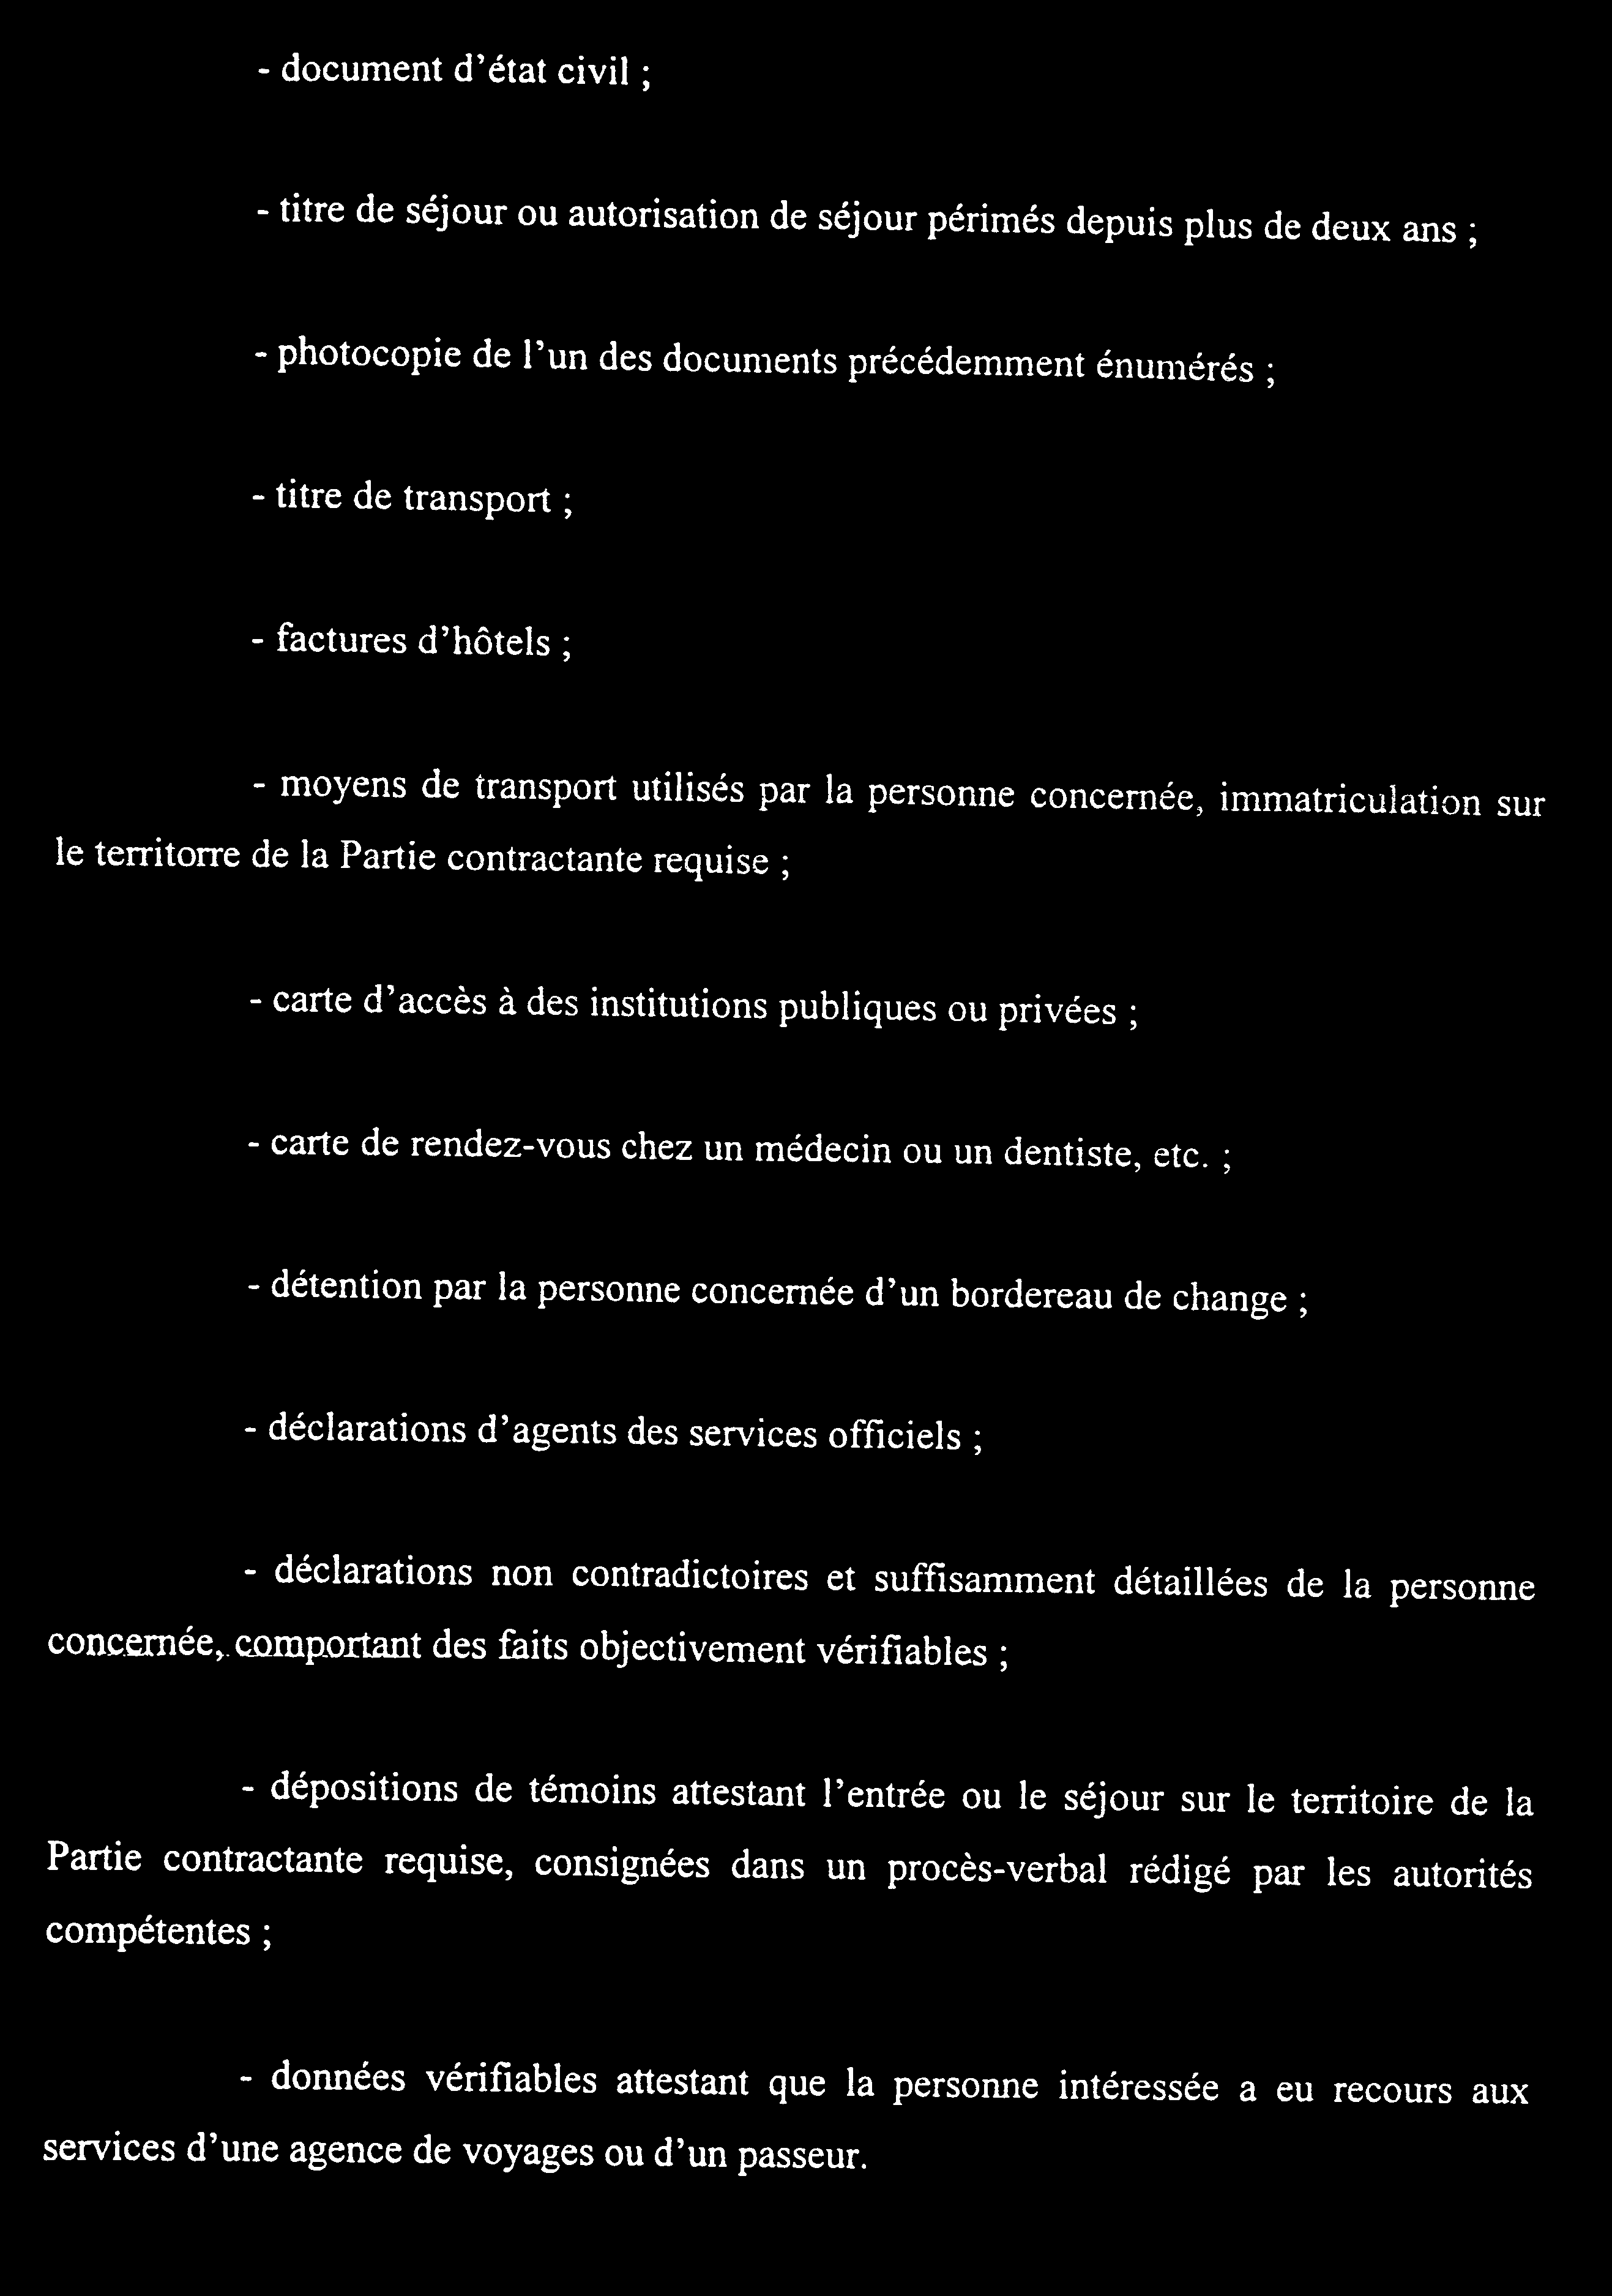 - document d'état civil ;
- titre de séjour ou autorisation de séjour périmés depuis plus de deux ans ;
- photocopie de l'un des documents précédemment énumérés ;
- titre de transport ;
- factures d'hôtels ;
- moyens de transport utilisés par la personne concernée, immatriculation sur
le territorre de la Partie contractante requise ;
- carte d'accès à des institutions publiques ou privées ;
- carte de rendez-vous chez un médecin ou un dentiste, etc. ;
- détention par la personne concernée d'un bordereau de change ;
- déclarations d'agents des services officiels ;
- déclarations non contradictoires et suffisamment détaillées de la personne
concernée, comportant des faits objectivement vérifiables ;
- dépositions de témoins attestant l'entrée ou le séjour sur le territoire de la
Partie contractante requise, consignées dans un procès-verbal rédigé par les autorités
compétentes ;
- données vérifiables attestant que la personne intéressée a eu recours aux
services d'une agence de voyages ou d'un passeur.